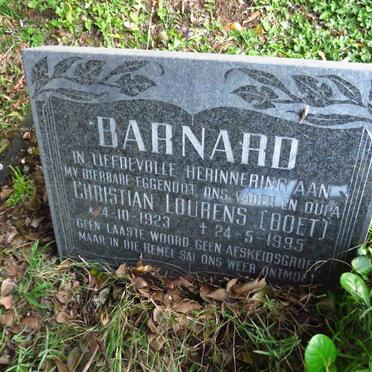 BARNARD
IN LIEFDEVOLLE HERINNERING AAN
MY DIERBARE EGGENOOT, ONS VADER EN OUPA
CHRISTIAN LOURENS (BOET)
4-10-1923 24-5-1995
GEEN LAASTE WOORD GEEN AFSKEIDSGROET
MAAR IN DIE HEMEL SAL ONS WEER ONTMOET